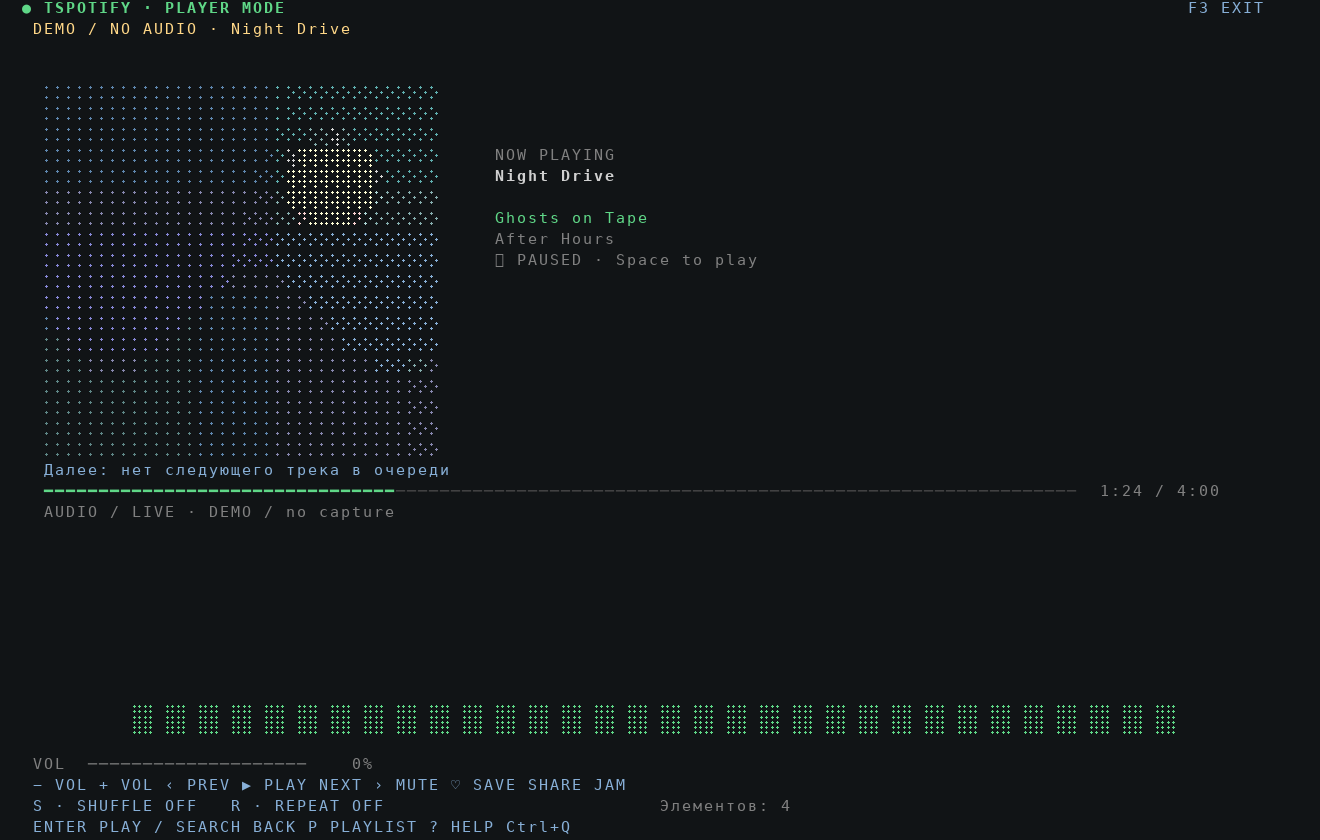 ● TSPOTIFY · PLAYER MODE F3 EXIT
DEMO / NO AUDIO · Night Drive
NOW PLAYING
Night Drive
Ghosts on Tape
After Hours
PAUSED · Space to play
Далее: нет следующего трека в очереди
1:24 / 4:00
AUDIO / LIVE · DEMO / no capture
VOL 0%
− VOL + VOL ‹ PREV ▶ PLAY NEXT › MUTE ♡ SAVE SHARE JAM
S · SHUFFLE OFF R · REPEAT OFF Элементов: 4
ENTER PLAY / SEARCH BACK P PLAYLIST ? HELP Ctrl+Q